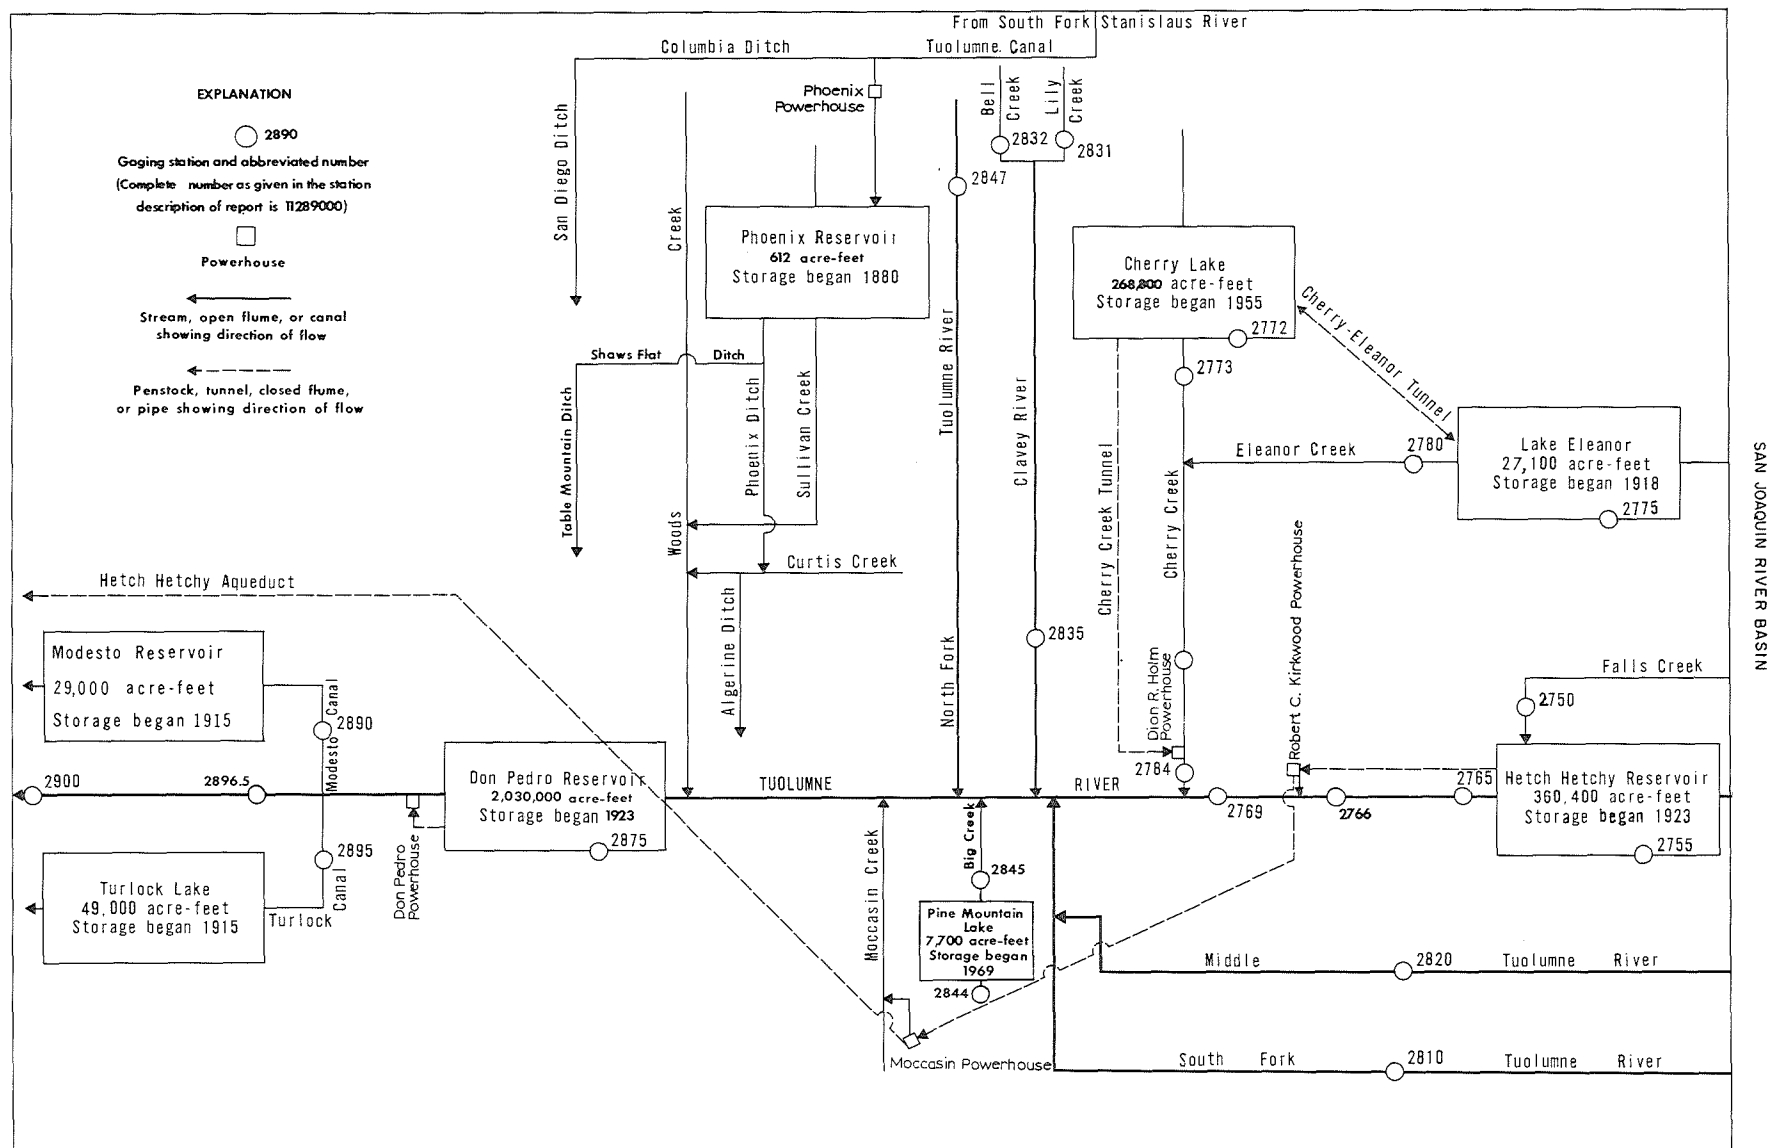 From South Fork Stanislaus River
Columbia Ditch
Tuolumne Canal
EXPLANATION
2890
Gaging station and abbreviated number
(Complete number as given in the station
description of report is 11289000)
Powerhouse
Stream, open flume, or canal
showing direction of flow
Penstock, tunnel, closed flume,
or pipe showing direction of flow
San Diego Ditch
Phoenix
Powerhouse
Bell
Creek
Lily
Creek
2832
2831
2847
Creek
Woods
Phoenix Reservoir
612 acre-feet
Storage began 1880
Shaws Flat Ditch
Table Mountain Ditch
Phoenix Ditch
Sullivan Creek
Curtis Creek
Algerine Ditch
Tuolumne River
North Fork
Clavey River
2835
Cherry Lake
268,800 acre-feet
Storage began 1955
2772
2773
Cherry-Eleanor Tunnel
Lake Eleanor
27,100 acre-feet
Storage began 1918
2775
2780
Eleanor Creek
Cherry Creek Tunnel
Cherry Creek
Dion R. Holm
Powerhouse
2784
Robert C. Kirkwood Powerhouse
Falls Creek
2750
Hetch Hetchy Reservoir
360,400 acre-feet
Storage began 1923
2755
2765
2766
2769
SAN JOAQUIN RIVER BASIN
Hetch Hetchy Aqueduct
Modesto Reservoir
29,000 acre-feet
Storage began 1915
2890
Modesto Canal
2900
2896.5
Don Pedro Reservoir
2,030,000 acre-feet
Storage began 1923
2875
TUOLUMNE RIVER
Don Pedro
Powerhouse
2895
Turlock Canal
Turlock Lake
49,000 acre-feet
Storage began 1915
Moccasin Creek
Big Creek
2845
Pine Mountain
Lake
7,700 acre-feet
Storage began
1969
2844
Moccasin Powerhouse
Middle Tuolumne River
2820
South Fork Tuolumne River
2810